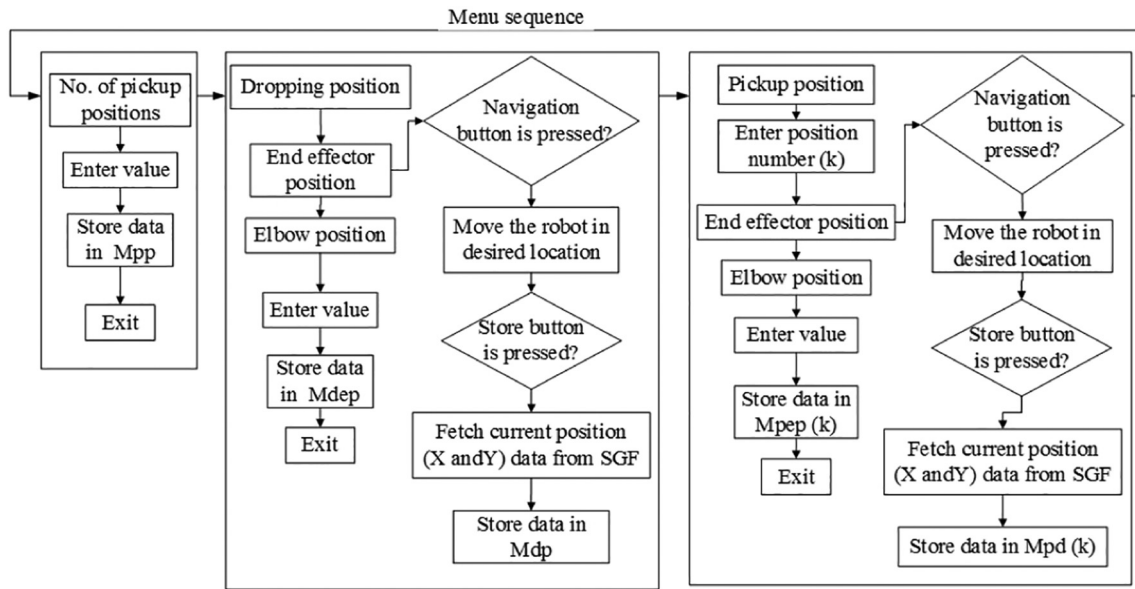 Menu sequence
No. of pickup
positions
Enter value
Store data
in Mpp
Exit
Dropping position
End effector
position
Elbow position
Enter value
Store data
in Mdep
Exit
Navigation
button is pressed?
Move the robot in
desired location
Store button
is pressed?
Fetch current position
(X andY) data from SGF
Store data in
Mdp
Pickup position
Enter position
number (k)
End effector position
Elbow position
Enter value
Store data in
Mpep (k)
Exit
Navigation
button is
pressed?
Move the robot in
desired location
Store button
is pressed?
Fetch current position
(X andY) data from SGF
Store data in Mpd (k)